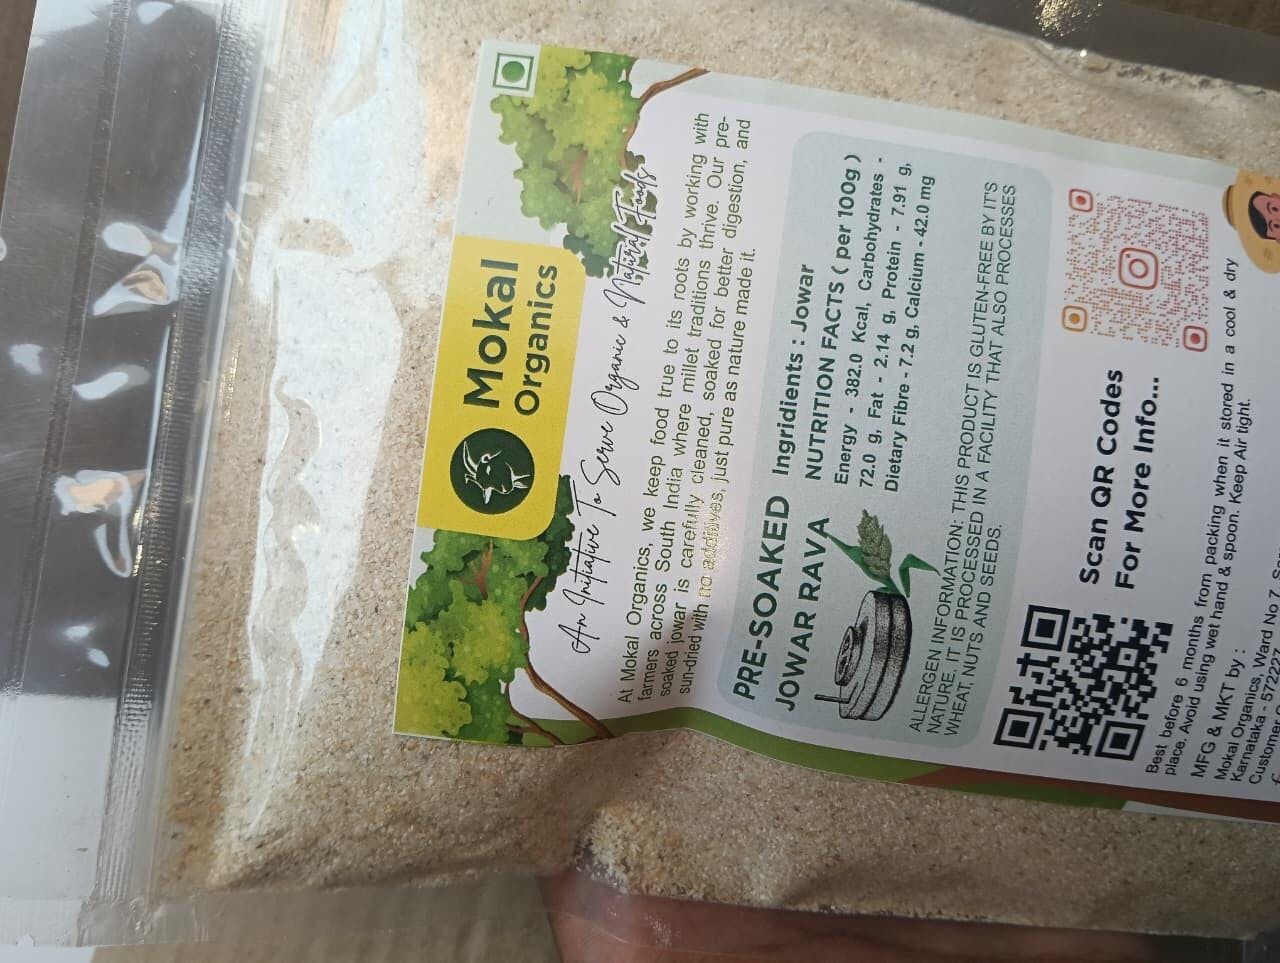 Mokal
Organics
An Initiative To Serve Organic & Natural Foods
At Mokal Organics, we keep food true to its roots by working with
farmers across South India where millet traditions thrive. Our pre-
soaked jowar is carefully cleaned, soaked for better digestion, and
sun-dried with no additives, just pure as nature made it.
PRE-SOAKED
JOWAR RAVA
Ingridients : Jowar
NUTRITION FACTS ( per 100g )
Energy - 382.0 Kcal, Carbohydrates -
72.0 g, Fat - 2.14 g, Protein - 7.91 g,
Dietary Fibre - 7.2 g, Calcium - 42.0 mg
ALLERGEN INFORMATION: THIS PRODUCT IS GLUTEN-FREE BY IT'S
NATURE, IT IS PROCESSED IN A FACILITY THAT ALSO PROCESSES
WHEAT, NUTS AND SEEDS.
Scan QR Codes
For More Info...
Best before 6 months from packing when it stored in a cool & dry
place. Avoid using wet hand & spoon. Keep Air tight.
MFG & MKT by :
Mokal Organics, Ward No 7,
Karnataka - 572227
Customer